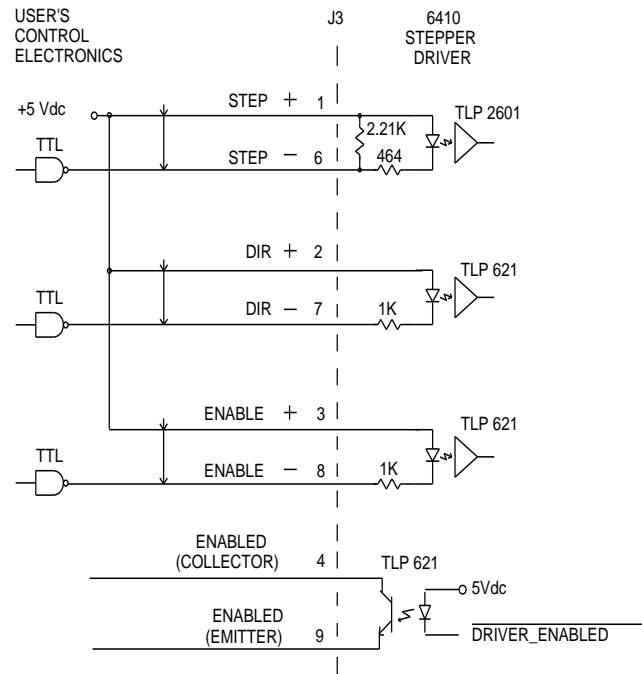 USER'S
CONTROL
ELECTRONICS
J3
6410
STEPPER
DRIVER
+5 Vdc
STEP + 1
TLP 2601
2.21K
TTL
STEP − 6
464
DIR + 2
TLP 621
TTL
DIR − 7
1K
ENABLE + 3
TLP 621
TTL
ENABLE − 8
1K
ENABLED
(COLLECTOR)
4
TLP 621
5Vdc
ENABLED
(EMITTER)
9
DRIVER_ENABLED